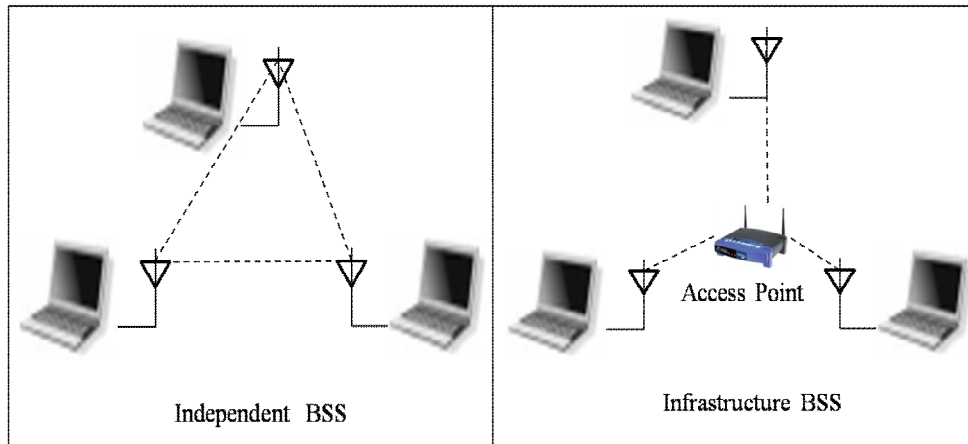 Access Point
Independent BSS
Infrastructure BSS